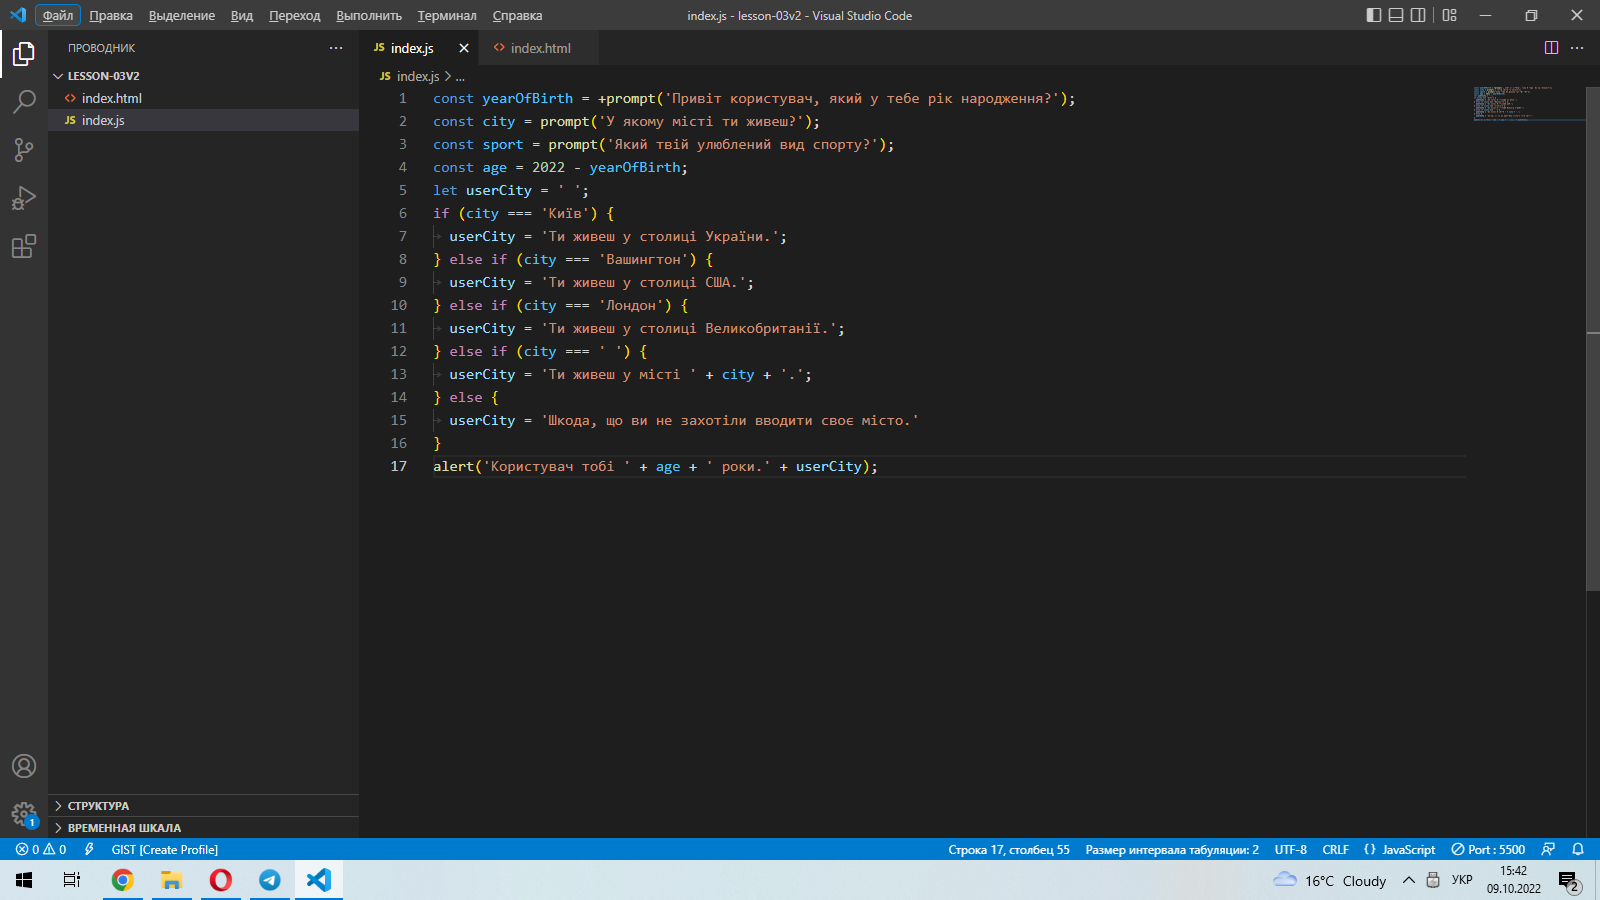 Файл Правка Выделение Вид Переход Выполнить Терминал Справка
index.js - lesson-03v2 - Visual Studio Code
ПРОВОДНИК
LESSON-03V2
index.html
JS index.js
JS index.js
index.html
JS index.js > ...
1 const yearOfBirth = +prompt('Привіт користувач, який у тебе рік народження?');
2 const city = prompt('У якому місті ти живеш?');
3 const sport = prompt('Який твій улюблений вид спорту?');
4 const age = 2022 - yearOfBirth;
5 let userCity = ' ';
6 if (city === 'Київ') {
7 userCity = 'Ти живеш у столиці України.';
8 } else if (city === 'Вашингтон') {
9 userCity = 'Ти живеш у столиці США.';
10 } else if (city === 'Лондон') {
11 userCity = 'Ти живеш у столиці Великобританії.';
12 } else if (city === ' ') {
13 userCity = 'Ти живеш у місті ' + city + '.';
14 } else {
15 userCity = 'Шкода, що ви не захотіли вводити своє місто.'
16 }
17 alert('Користувач тобі ' + age + ' роки.' + userCity);
СТРУКТУРА
ВРЕМЕННАЯ ШКАЛА
1
0 0 GIST [Create Profile]
Строка 17, столбец 55 Размер интервала табуляции: 2 UTF-8 CRLF {} JavaScript Port : 5500
16°C Cloudy УКР 15:42
09.10.2022
2